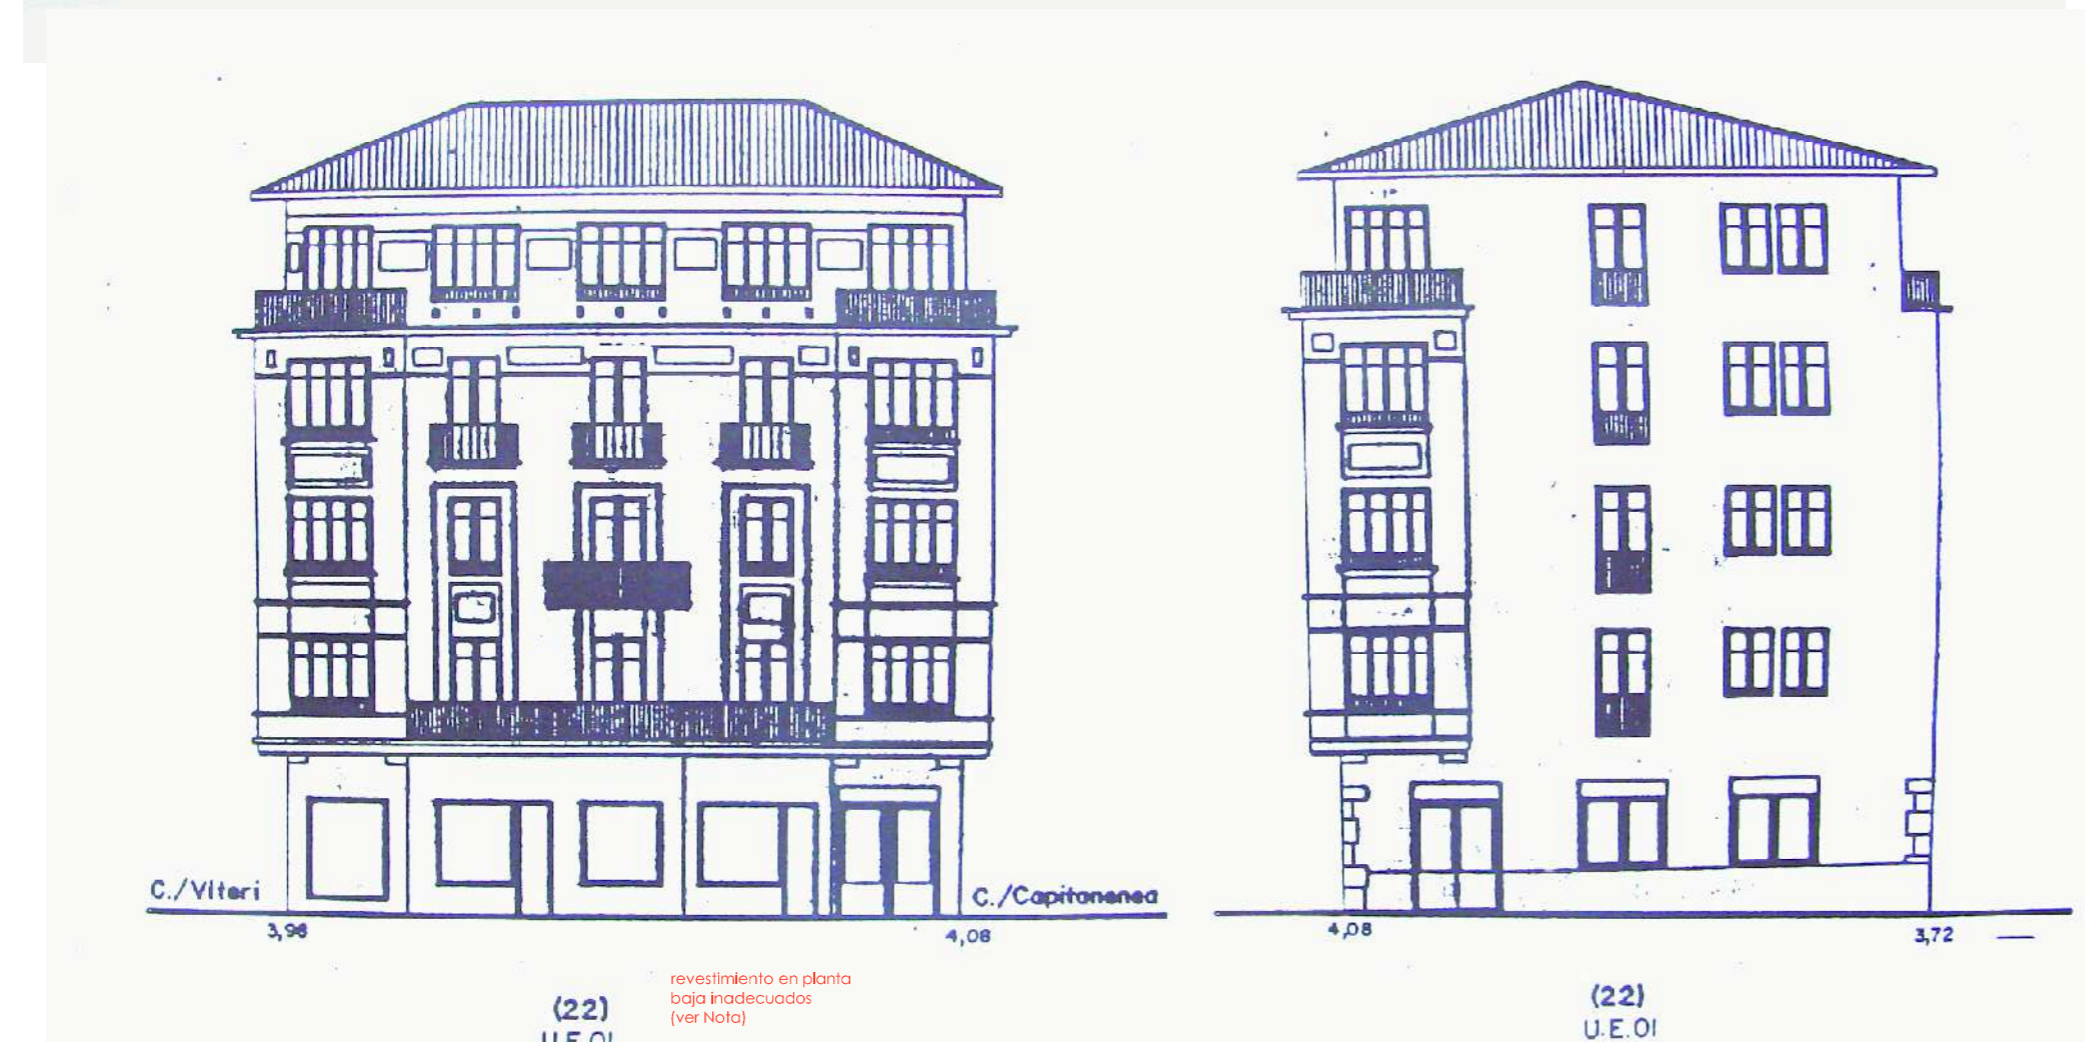 C./Viteri
C./Capitanenea
3,98
4,08
4,08
3,72
revestimiento en planta
baja inadecuados
(ver Nota)
(22)
U.E.01
(22)
U.E.01